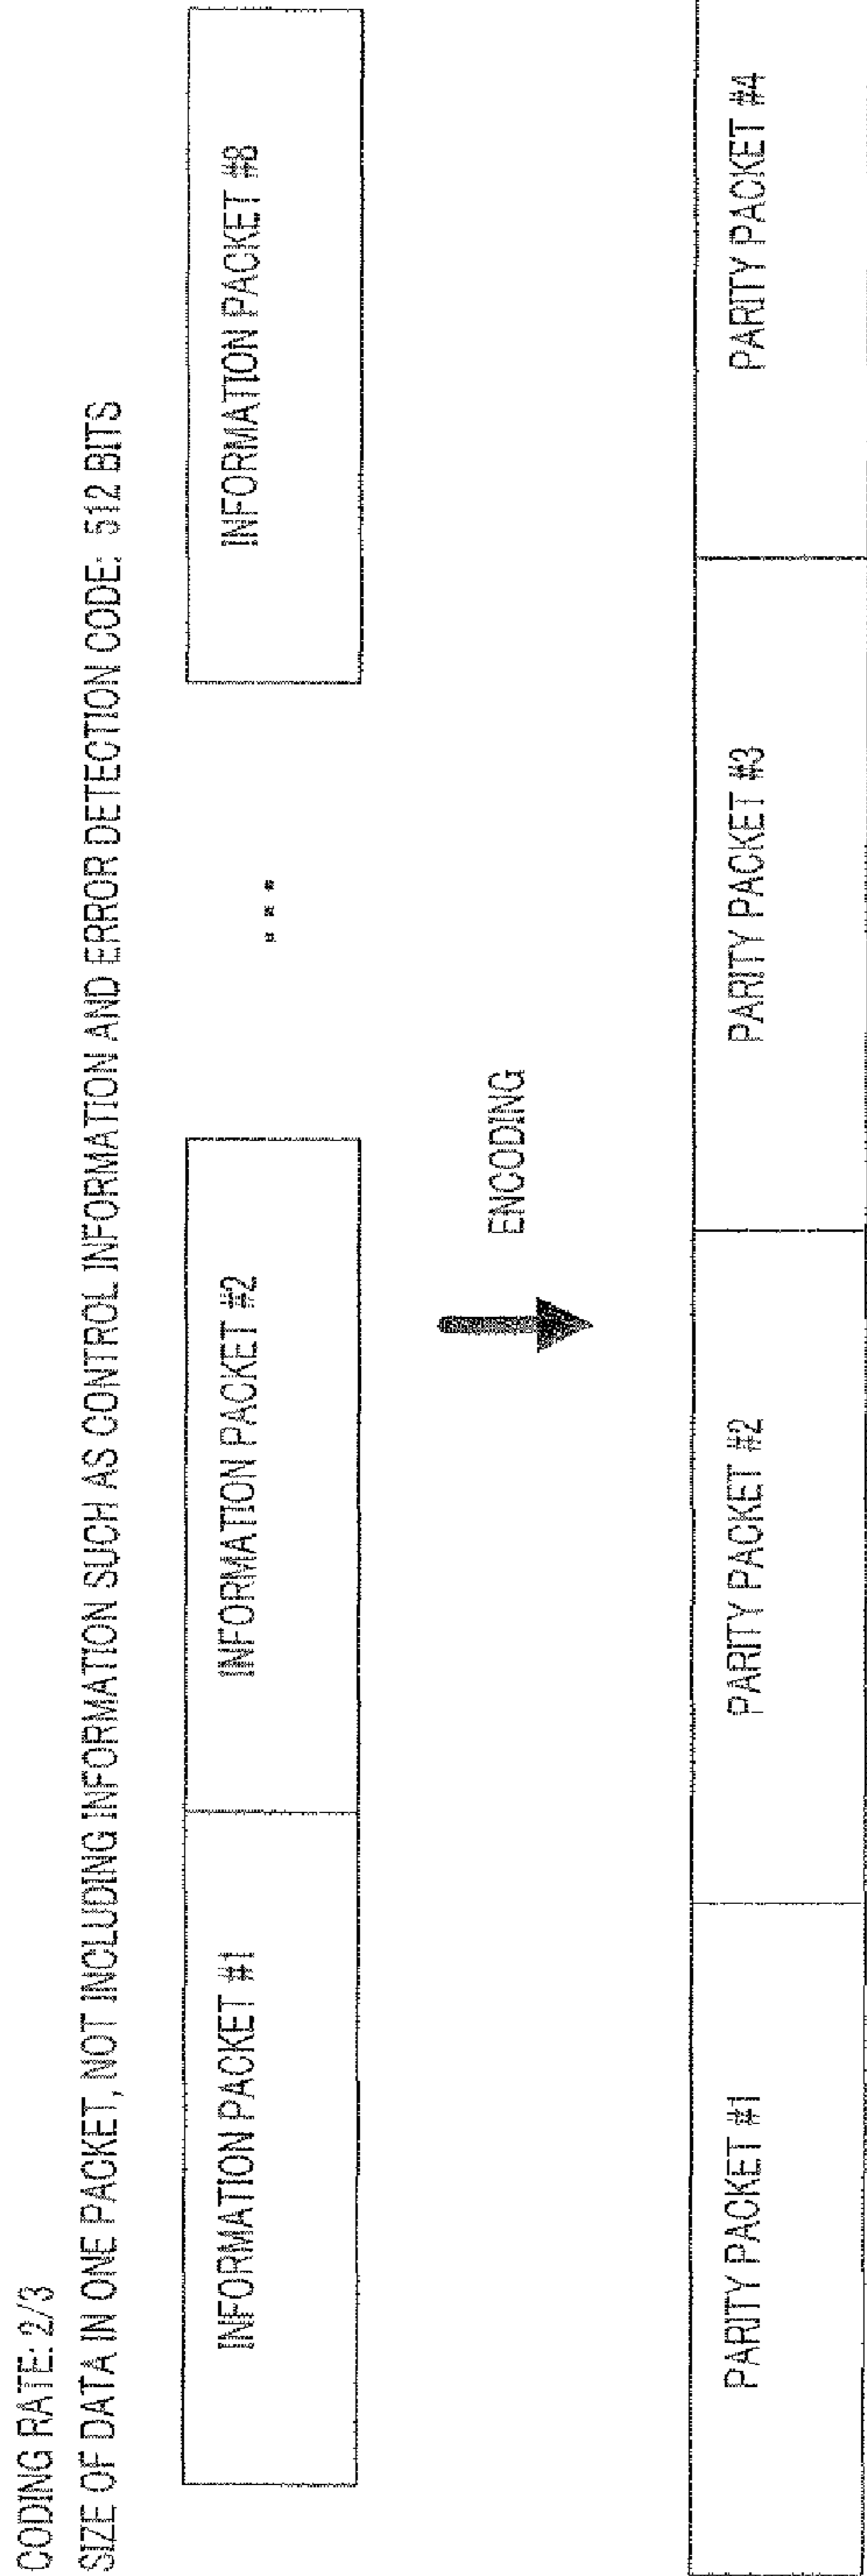 CODING RATE: 2/3
SIZE OF DATA IN ONE PACKET, NOT INCLUDING INFORMATION SUCH AS CONTROL INFORMATION AND ERROR DETECTION CODE: 512 BITS
INFORMATION PACKET #1
INFORMATION PACKET #2
...
INFORMATION PACKET #8
ENCODING
PARITY PACKET #1
PARITY PACKET #2
PARITY PACKET #3
PARITY PACKET #4